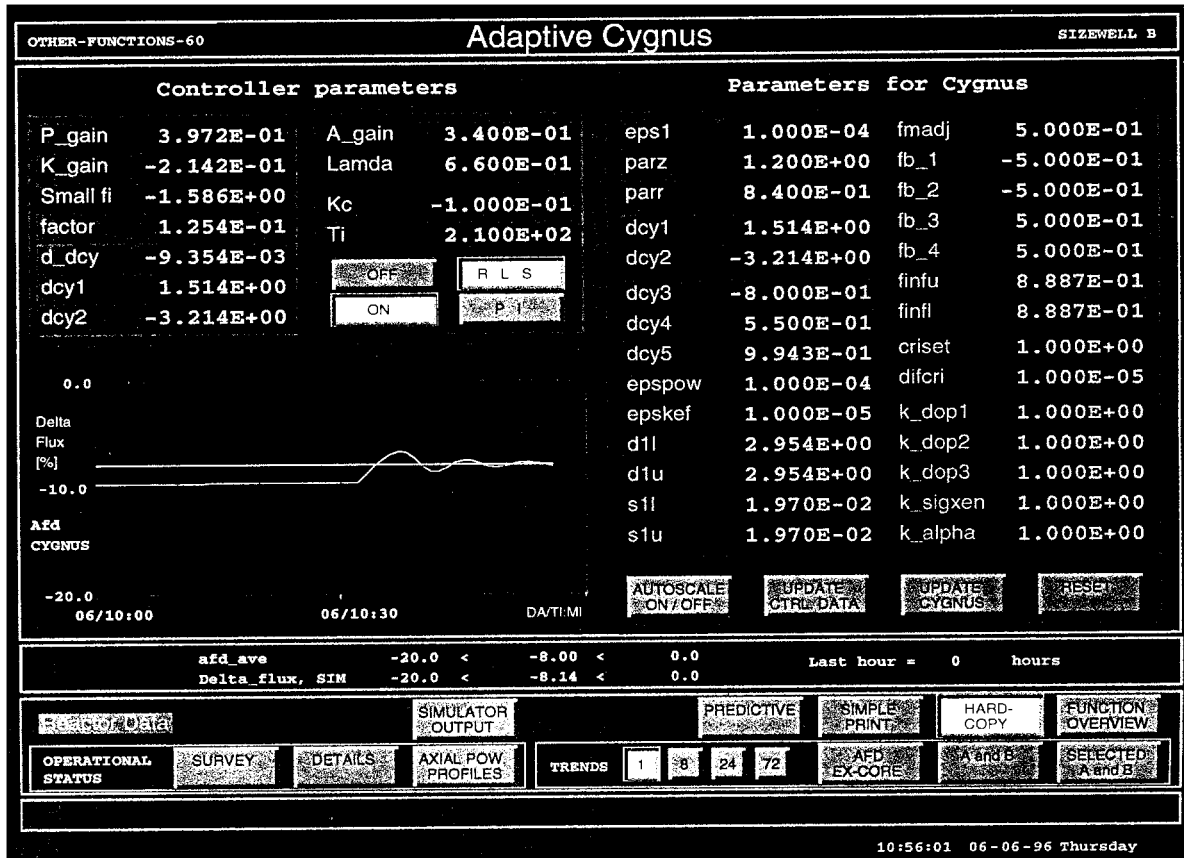 OTHER-FUNCTIONS-60 Adaptive Cygnus SIZEWELL B
Controller parameters
P_gain 3.972E-01 A_gain 3.400E-01
K_gain -2.142E-01 Lamda 6.600E-01
Small fi -1.586E+00 Kc -1.000E-01
factor 1.254E-01 Ti 2.100E+02
d_dcy -9.354E-03 OFF R L S
dcy1 1.514E+00
dcy2 -3.214E+00 ON P I
Parameters for Cygnus
eps1 1.000E-04 fmadj 5.000E-01
parz 1.200E+00 fb_1 -5.000E-01
parr 8.400E-01 fb_2 -5.000E-01
dcy1 1.514E+00 fb_3 5.000E-01
dcy2 -3.214E+00 fb_4 5.000E-01
dcy3 -8.000E-01 finfu 8.887E-01
dcy4 5.500E-01 finfl 8.887E-01
dcy5 9.943E-01 criset 1.000E+00
epspow 1.000E-04 difcri 1.000E-05
epskef 1.000E-05 k_dop1 1.000E+00
d1l 2.954E+00 k_dop2 1.000E+00
d1u 2.954E+00 k_dop3 1.000E+00
s1l 1.970E-02 k_sigxen 1.000E+00
s1u 1.970E-02 k_alpha 1.000E+00
0.0
Delta
Flux
[%]
-10.0
Afd
CYGNUS
-20.0
06/10:00 06/10:30 DA/TI:MI
AUTOSCALE UPDATE UPDATE RESET
ON / OFF CTRL DATA CYGNUS
afd_ave -20.0 < -8.00 < 0.0 Last hour = 0 hours
Delta_flux, SIM -20.0 < -8.14 < 0.0
Reactor Data SIMULATOR PREDICTIVE SIMPLE HARD- FUNCTION
OUTPUT PRINT COPY OVERVIEW
OPERATIONAL SURVEY DETAILS AXIAL POW TRENDS 1 8 24 72 AFD A and B SELECTED
STATUS PROFILES EX-CORE A and B
10:56:01 06-06-96 Thursday